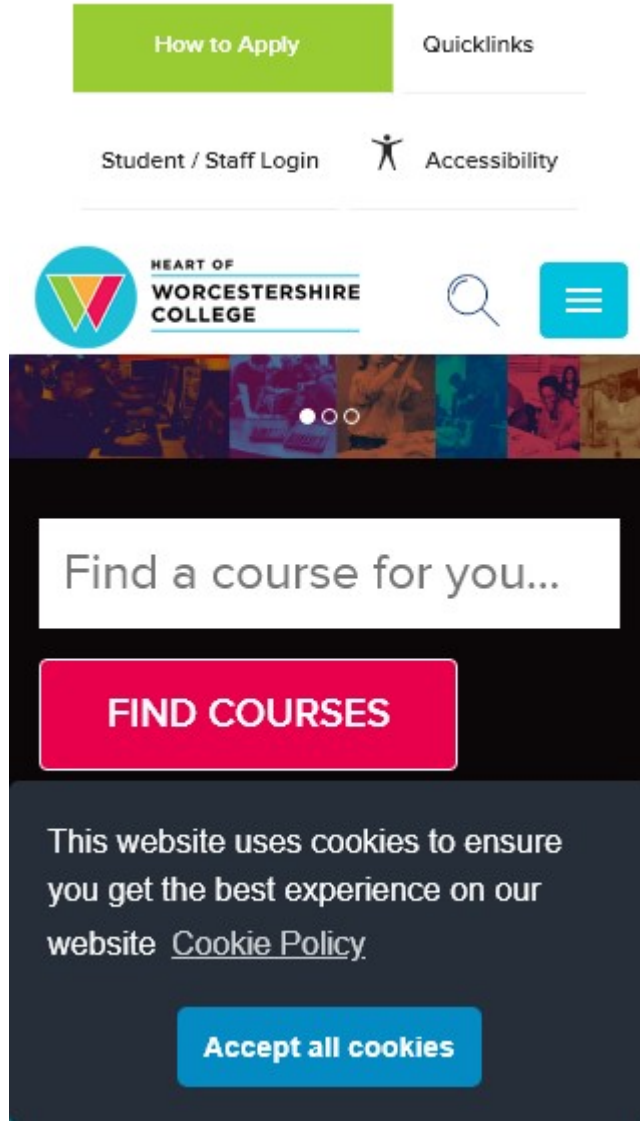 How to Apply
Quicklinks
Student / Staff Login
Accessibility
HEART OF
WORCESTERSHIRE
COLLEGE
Find a course for you...
FIND COURSES
This website uses cookies to ensure
you get the best experience on our
website Cookie Policy
Accept all cookies